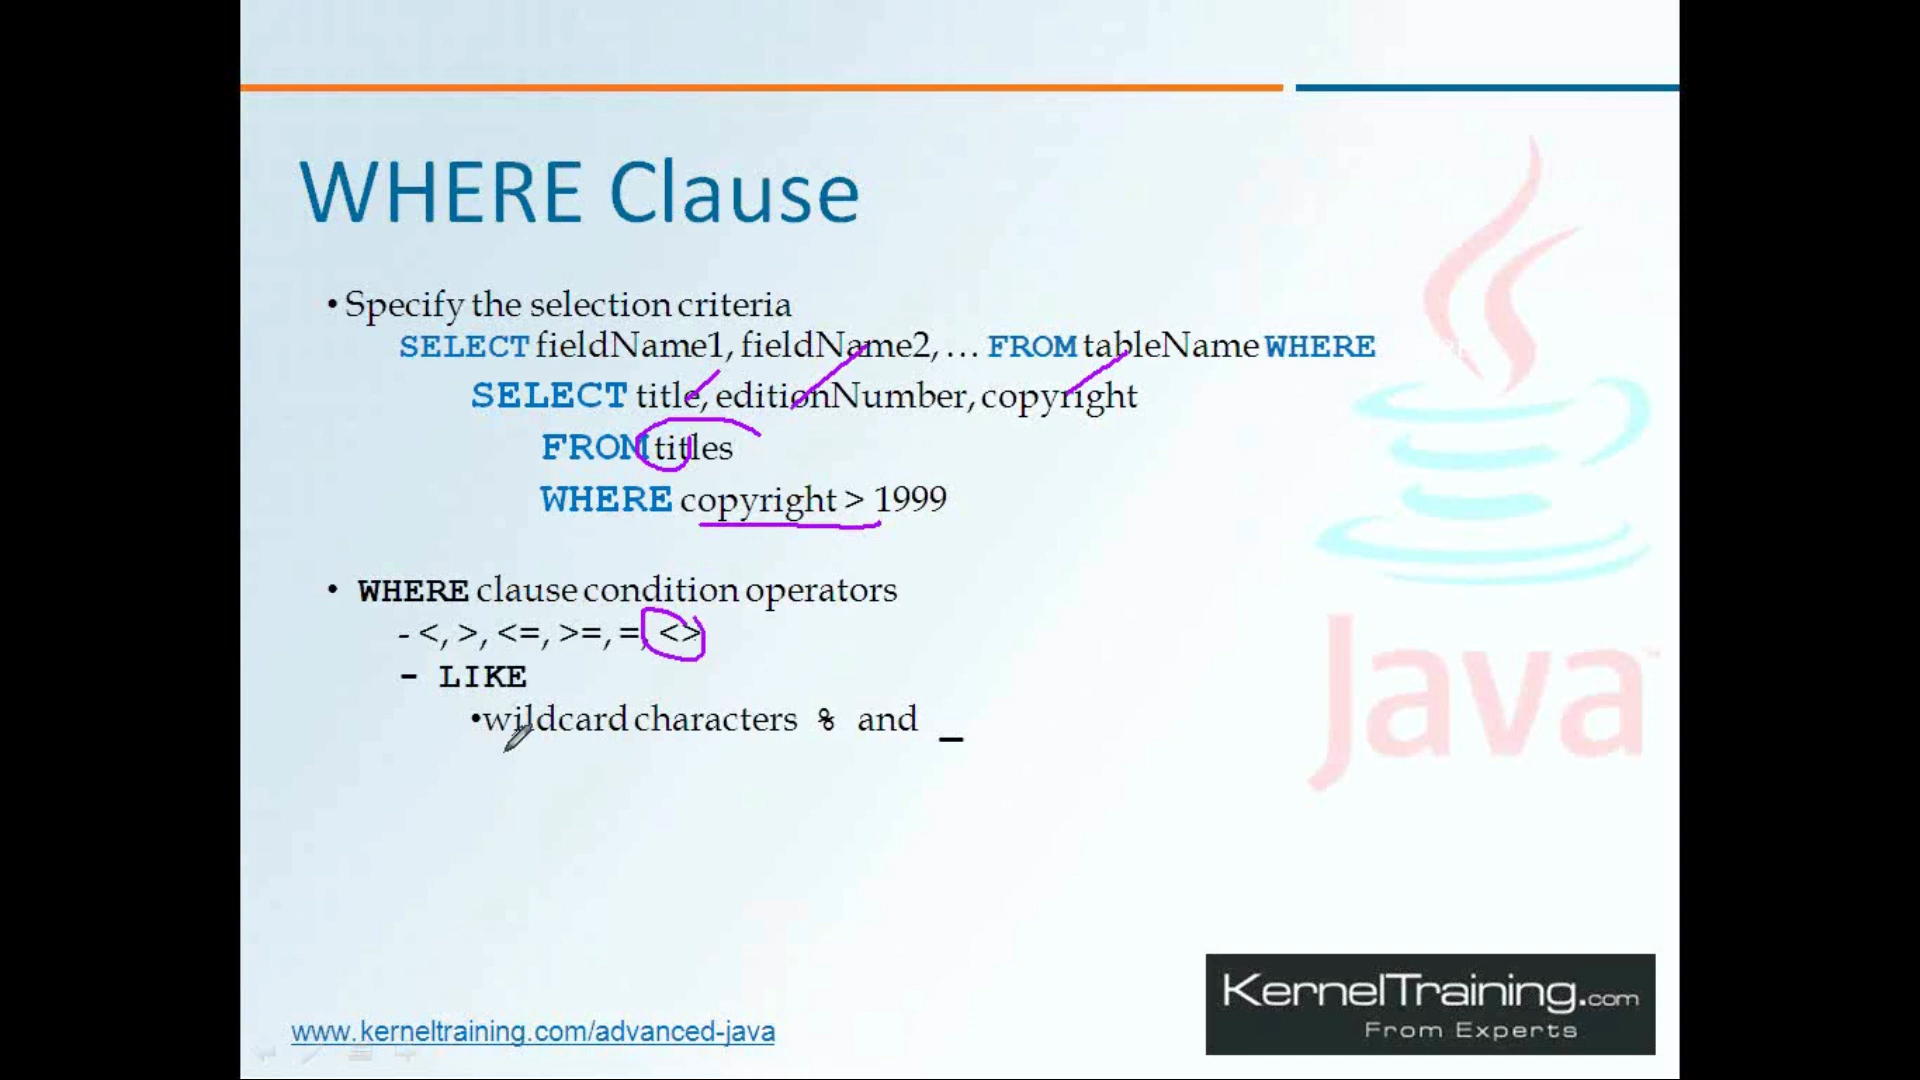 WHERE Clause
• Specify the selection criteria
SELECT fieldName1, fieldName2, … FROM tableName WHERE
SELECT title, editionNumber, copyright
FROM titles
WHERE copyright > 1999
• WHERE clause condition operators
- <, >, <=, >=, =, <>
- LIKE
•wildcard characters % and _
Java
KernelTraining.com
From Experts
www.kerneltraining.com/advanced-java